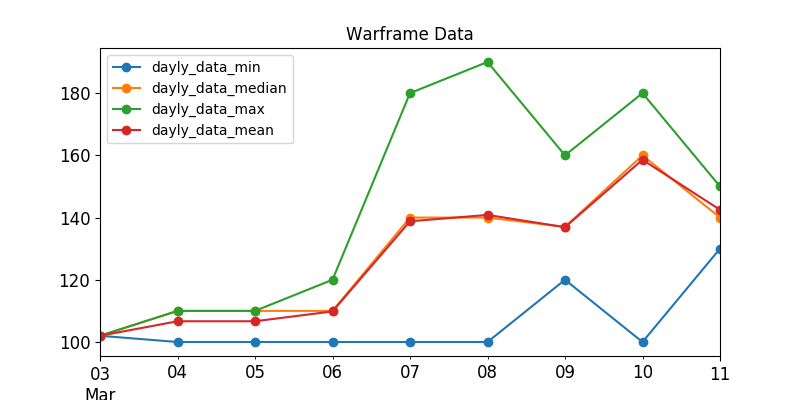 Warframe Data
dayly_data_min
dayly_data_median
dayly_data_max
dayly_data_mean
180
160
140
120
100
03 04 05 06 07 08 09 10 11
Mar